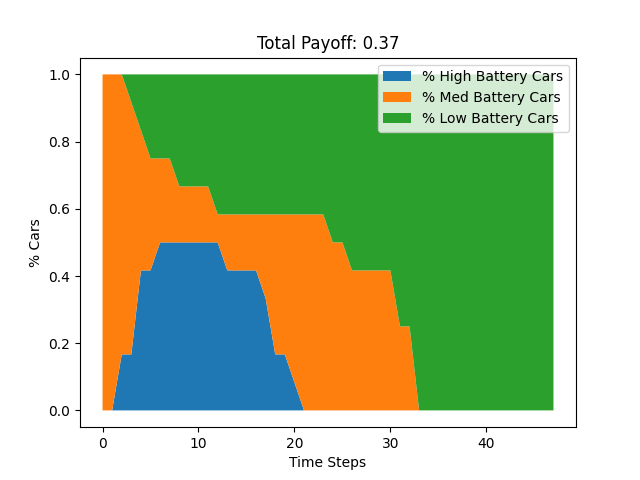 Total Payoff: 0.37
% High Battery Cars
% Med Battery Cars
% Low Battery Cars
1.0
0.8
0.6
0.4
0.2
0.0
% Cars
0
10
20
30
40
Time Steps